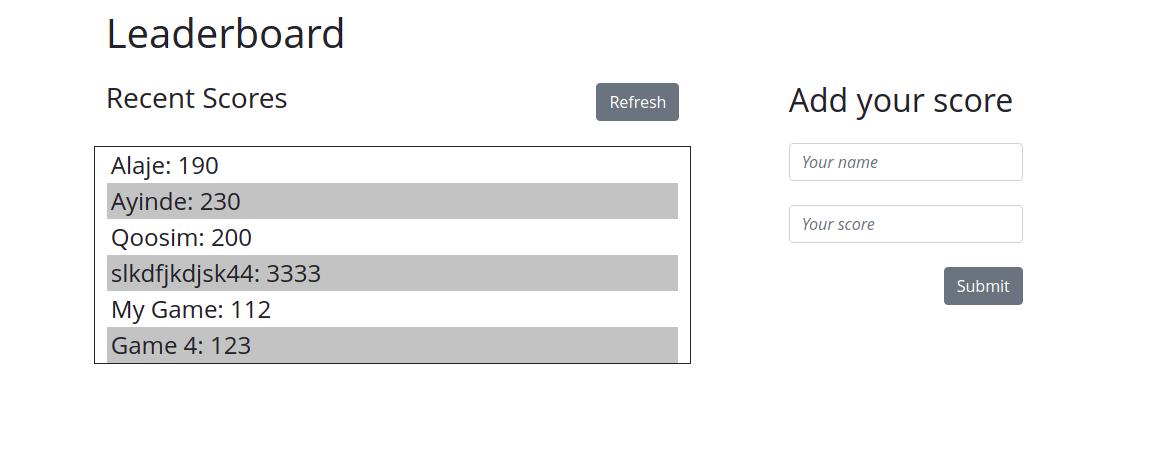 Leaderboard
Recent Scores
Refresh
Alaje: 190
Ayinde: 230
Qoosim: 200
slkdfjkdjsk44: 3333
My Game: 112
Game 4: 123
Add your score
Your name
Your score
Submit